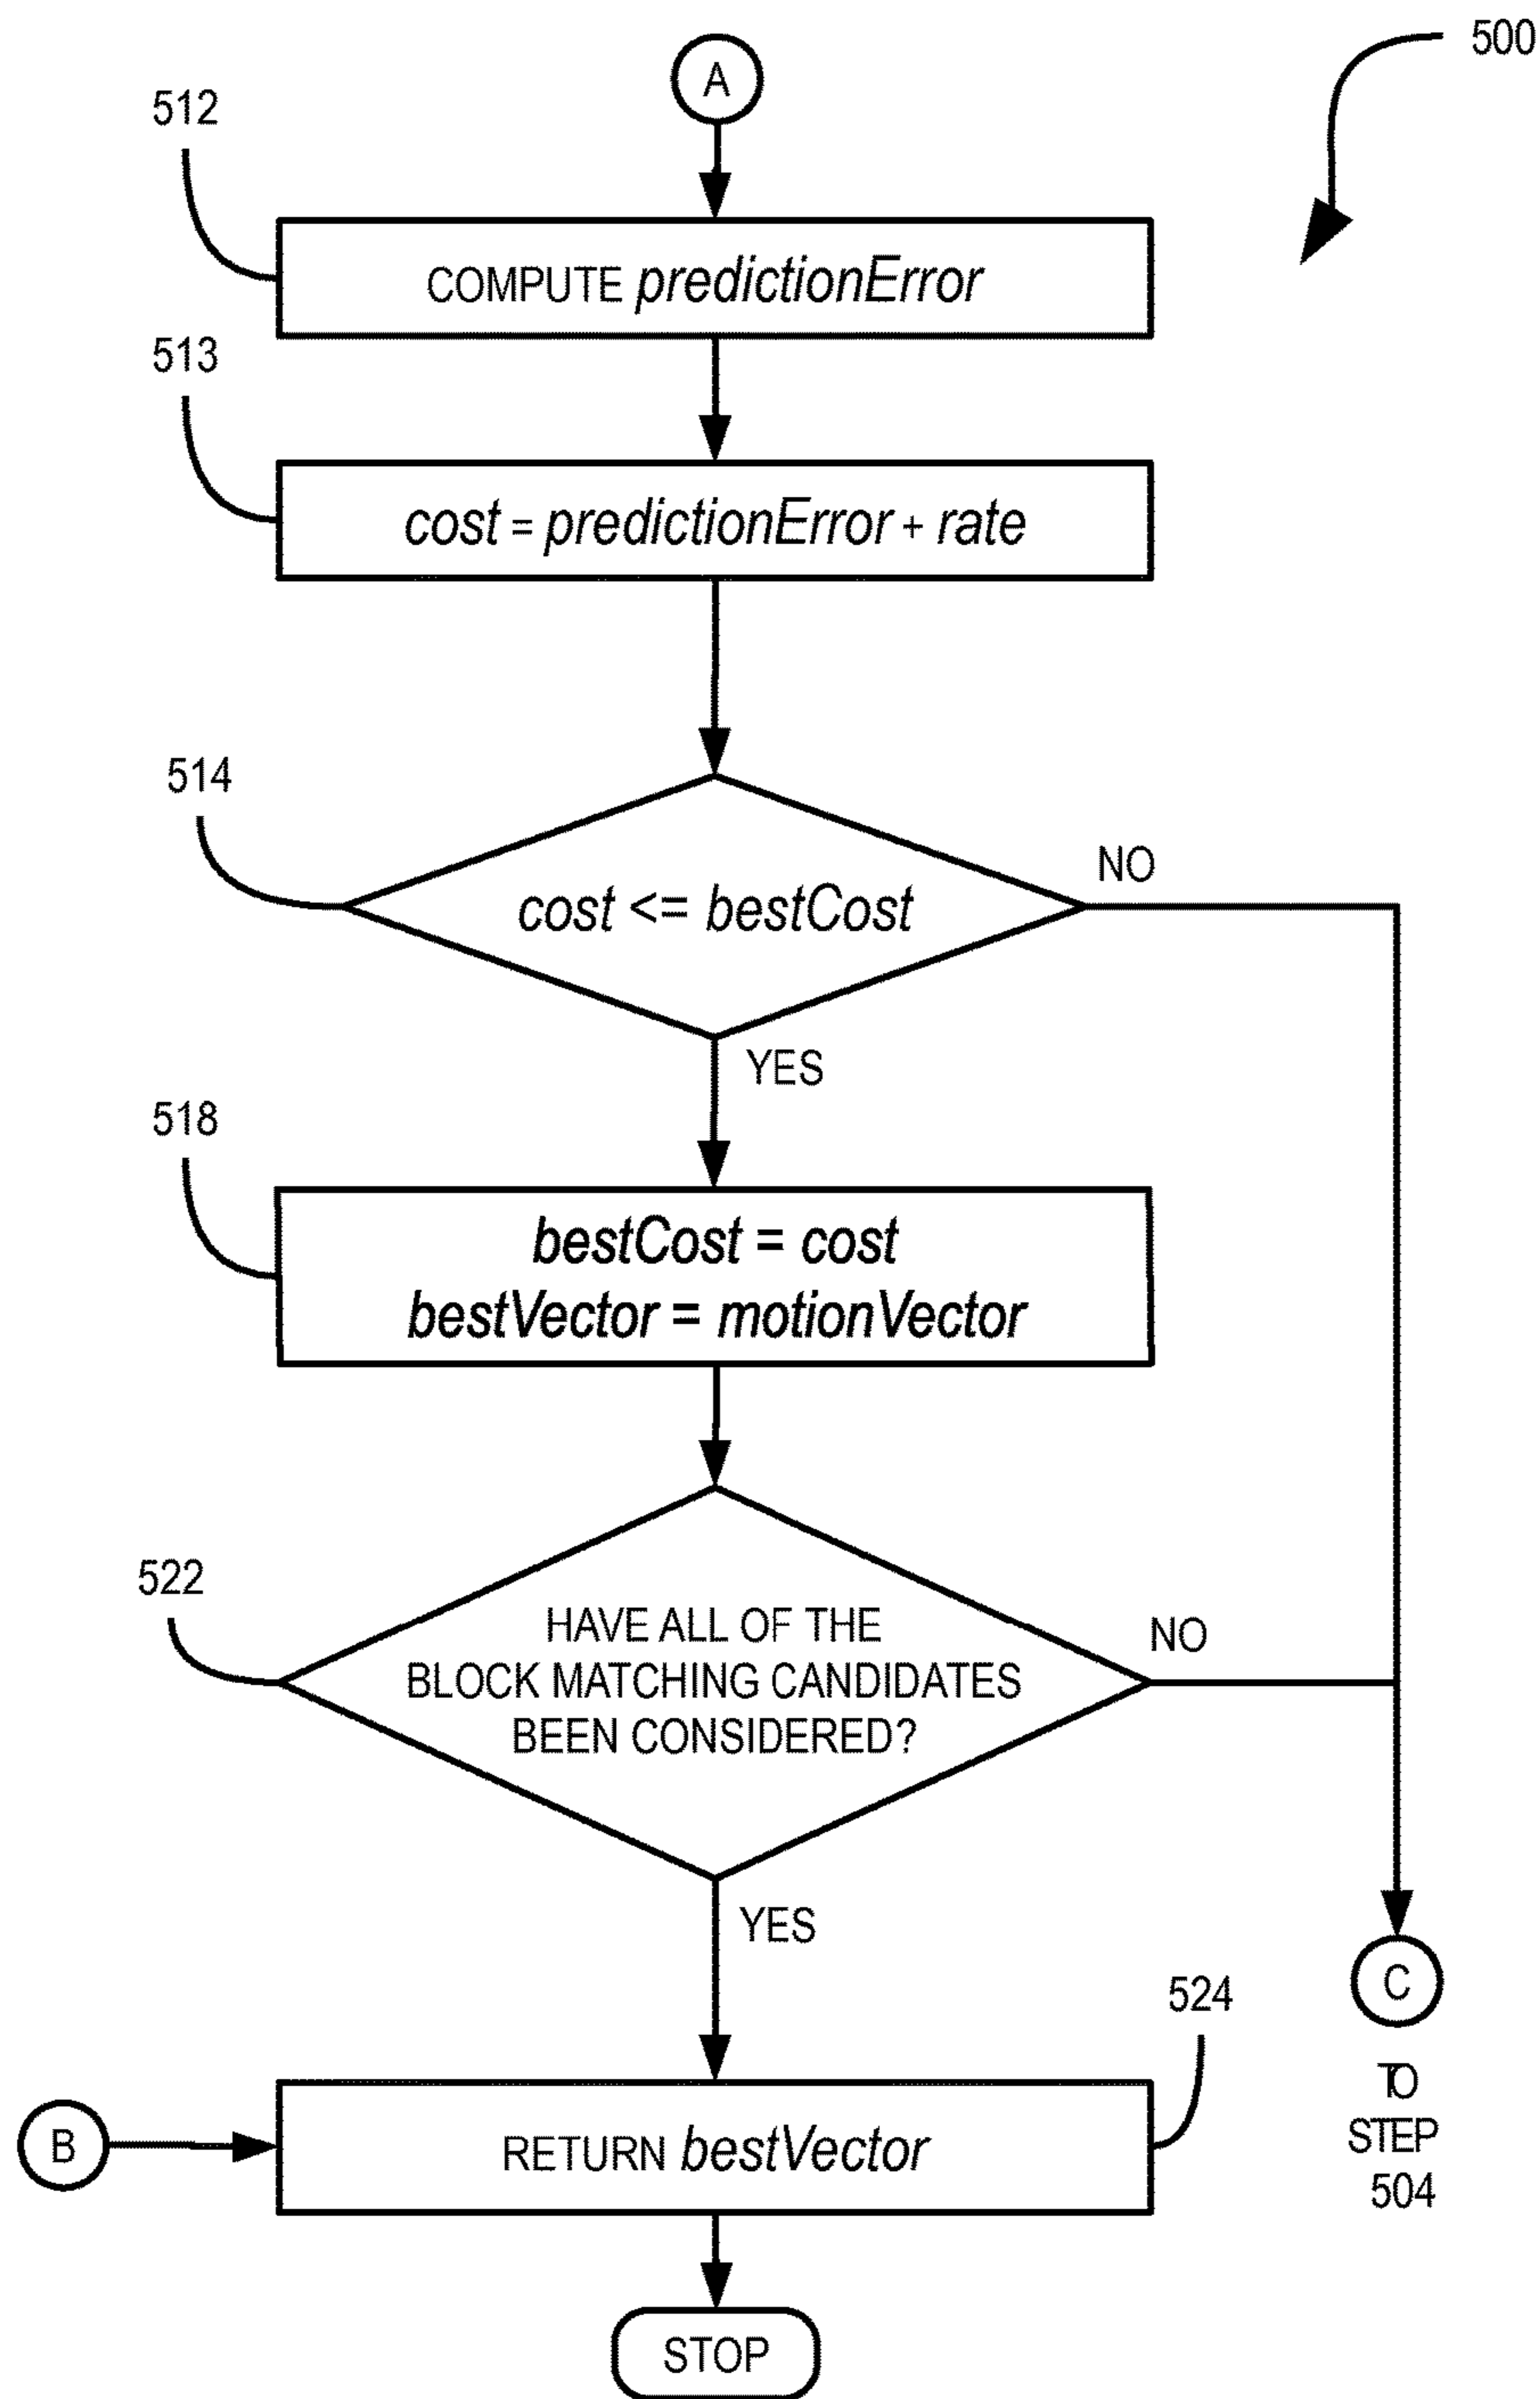 500
A
512
COMPUTE predictionError
513
cost = predictionError + rate
514
cost <= bestCost
NO
YES
518
bestCost = cost
bestVector = motionVector
522
HAVE ALL OF THE
BLOCK MATCHING CANDIDATES
BEEN CONSIDERED?
NO
YES
C
TO
STEP
504
524
B
RETURN bestVector
STOP